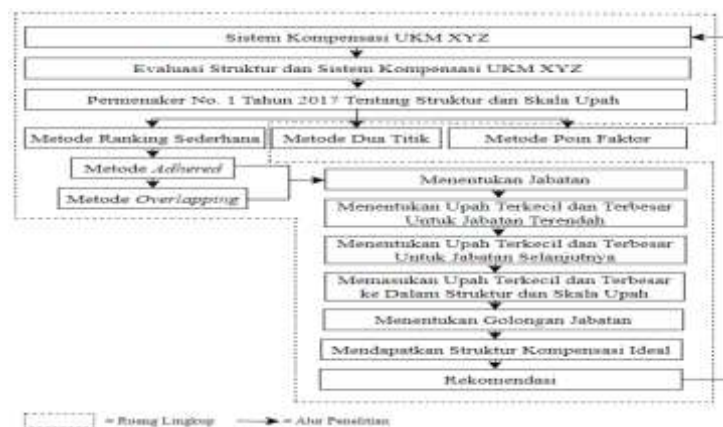 Sistem Kompensasi UKM XYZ
Evaluasi Struktur dan Sistem Kompensasi UKM XYZ
Permenaker No. 1 Tahun 2017 Tentang Struktur dan Skala Upah
Metode Ranking Sederhana
Metode Dua Titik
Metode Poin Faktor
Metode Adhered
Metode Overlapping
Menentukan Jabatan
Menentukan Upah Terkecil dan Terbesar
Untuk Jabatan Terendah
Menentukan Upah Terkecil dan Terbesar
Untuk Jabatan Selanjutnya
Memasukan Upah Terkecil dan Terbesar
ke Dalam Struktur dan Skala Upah
Menentukan Golongan Jabatan
Mendapatkan Struktur Kompensasi Ideal
Rekomendasi
= Ruang Lingkup
= Alur Penelitian